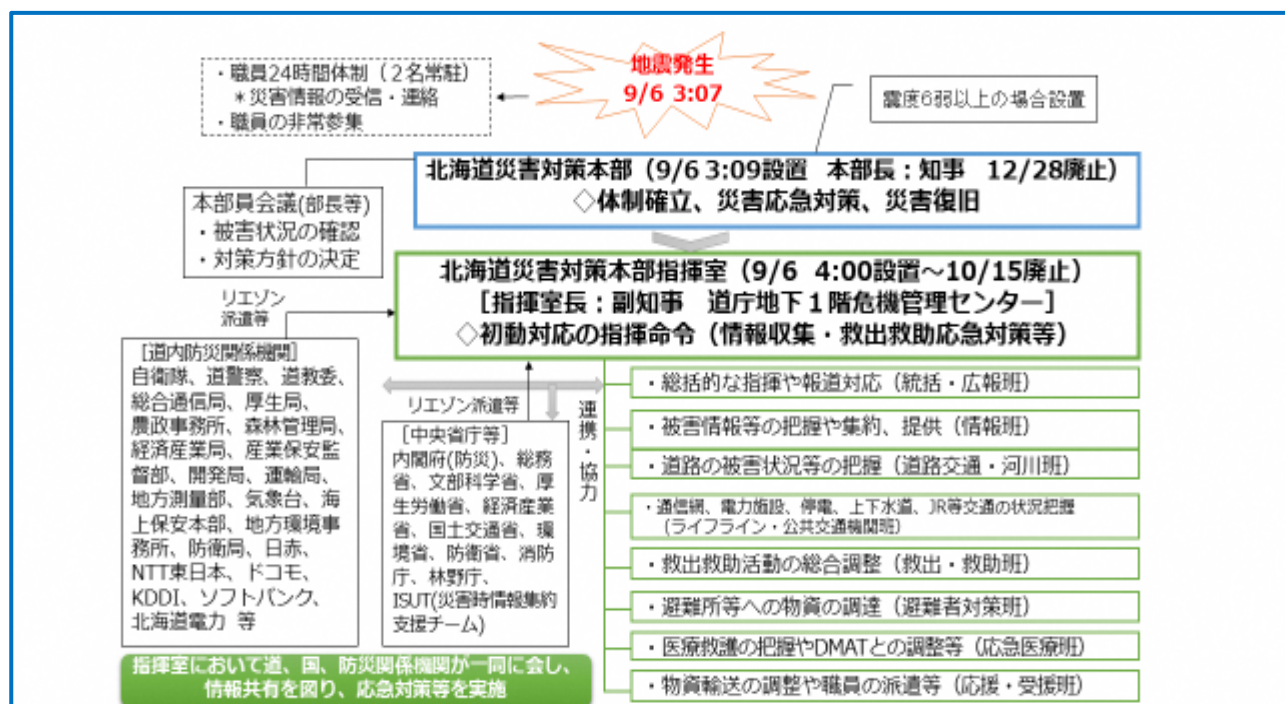 地震発生
9/6 3:07
・職員24時間体制（２名常駐）
＊災害情報の受信・連絡
・職員の非常参集
震度6弱以上の場合設置
北海道災害対策本部（9/6 3:09設置　本部長：知事　12/28廃止）
◇体制確立、災害応急対策、災害復旧
本部員会議(部長等)
・被害状況の確認
・対策方針の決定
北海道災害対策本部指揮室（9/6 4:00設置～10/15廃止）
［指揮室長：副知事　道庁地下１階危機管理センター］
◇初動対応の指揮命令（情報収集・救出救助応急対策等）
リエゾン
派遣等
［道内防災関係機関］
自衛隊、道警察、道教委、
総合通信局、厚生局、
農政事務所、森林管理局、
経済産業局、産業保安監
督部、開発局、運輸局、
地方測量部、気象台、海
上保安本部、地方環境事
務所、防衛局、日赤、
NTT東日本、ドコモ、
KDDI、ソフトバンク、
北海道電力 等
リエゾン派遣等
［中央省庁等］
内閣府(防災)、総務
省、文部科学省、厚
生労働省、経済産業
省、国土交通省、環
境省、防衛省、消防
庁、林野庁、
ISUT(災害時情報集約
支援チーム)
連携・協力
・総括的な指揮や報道対応（統括・広報班）
・被害情報等の把握や集約、提供（情報班）
・道路の被害状況等の把握（道路交通・河川班）
・通信網、電力施設、停電、上下水道、JR等交通の状況把握
（ライフライン・公共交通機関班）
・救出救助活動の総合調整（救出・救助班）
・避難所等への物資の調達（避難者対策班）
・医療救護の把握やDMATとの調整等（応急医療班）
・物資輸送の調整や職員の派遣等（応援・受援班）
指揮室において道、国、防災関係機関が一同に会し、
情報共有を図り、応急対策等を実施